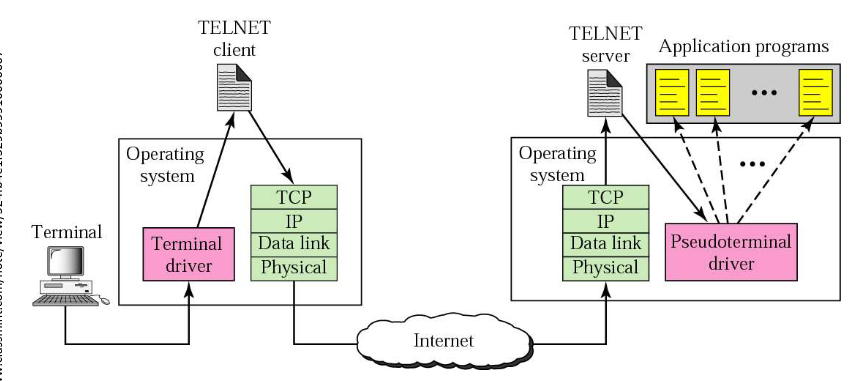 TELNET
client
TELNET
server
Application programs
Operating
system
Operating
system
TCP
IP
Data link
Physical
TCP
IP
Data link
Physical
Terminal
Terminal
driver
Pseudoterminal
driver
Internet